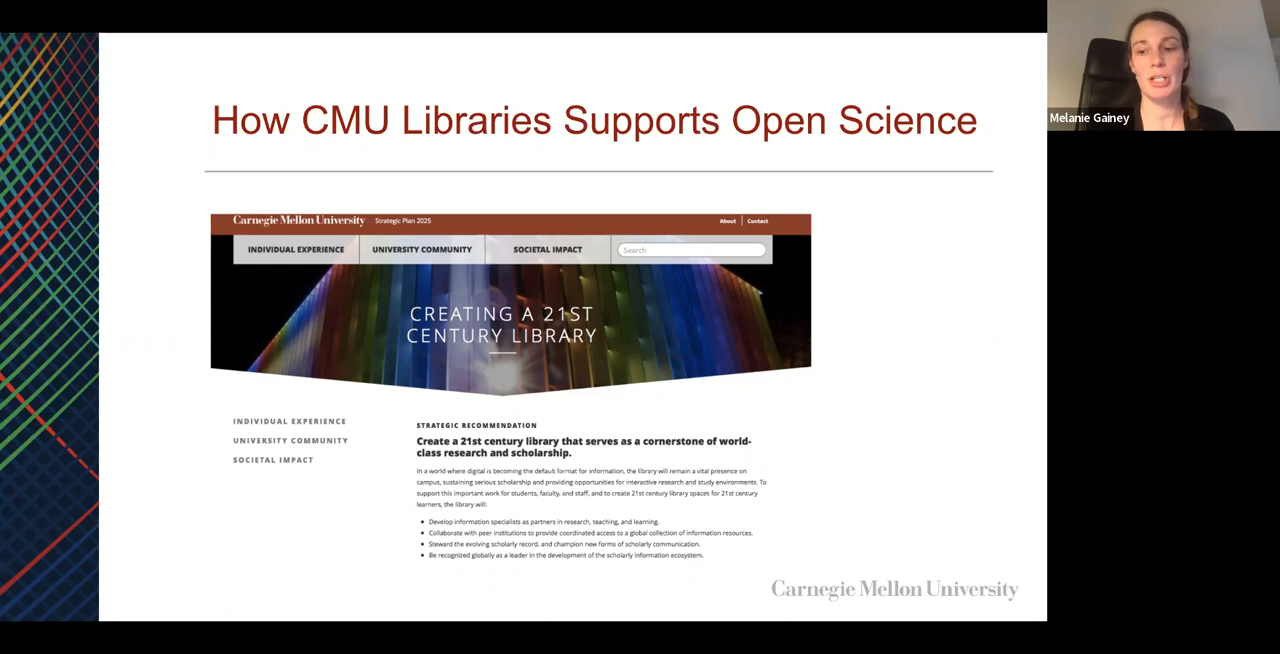 How CMU Libraries Supports Open Science
Melanie Gainey
Carnegie Mellon University Strategic Plan 2025 About Contact
INDIVIDUAL EXPERIENCE UNIVERSITY COMMUNITY SOCIETAL IMPACT Search
CREATING A 21ST
CENTURY LIBRARY
INDIVIDUAL EXPERIENCE
UNIVERSITY COMMUNITY
SOCIETAL IMPACT
STRATEGIC RECOMMENDATION
Create a 21st century library that serves as a cornerstone of world-
class research and scholarship.
In a world where digital is becoming the default format for information, the library will remain a vital presence on
campus, sustaining serious scholarship and providing opportunities for interactive research and study environments. To
support this important work for students, faculty, and staff, and to create 21st century library spaces for 21st century
learners, the library will:
• Develop information specialists as partners in research, teaching, and learning.
• Collaborate with peer institutions to provide coordinated access to a global collection of information resources.
• Steward the evolving scholarly record, and champion new forms of scholarly communication.
• Be recognized globally as a leader in the development of the scholarly information ecosystem.
Carnegie Mellon University